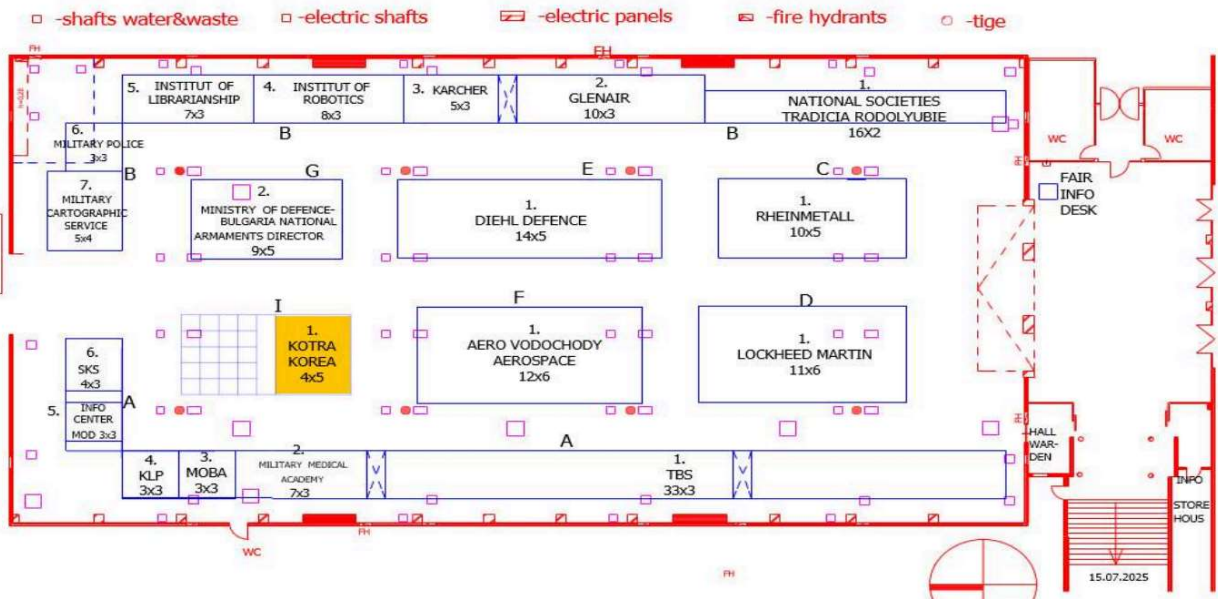 -shafts water&waste
-electric shafts
-electric panels
-fire hydrants
-tige
FH
FH
5. INSTITUT OF
LIBRARIANSHIP
7x3
4. INSTITUT OF
ROBOTICS
8x3
3. KARCHER
5x3
2.
GLENAIR
10x3
1.
NATIONAL SOCIETIES
TRADICIA RODOLYUBIE
16X2
B
B
6.
MILITARY POLICE
3x3
B
7.
MILITARY
CARTOGRAPHIC
SERVICE
5x4
G
2.
MINISTRY OF DEFENCE-
BULGARIA NATIONAL
ARMAMENTS DIRECTOR
9x5
E
1.
DIEHL DEFENCE
14x5
C
1.
RHEINMETALL
10x5
WC
WC
FAIR
INFO
DESK
I
1.
KOTRA
KOREA
4x5
F
1.
AERO VODOCHODY
AEROSPACE
12x6
D
1.
LOCKHEED MARTIN
11x6
6.
SKS
4x3
A
5. INFO
CENTER
MOD 3x3
4.
KLP
3x3
3.
MOBA
3x3
2.
MILITARY MEDICAL
ACADEMY
7x3
A
1.
TBS
33x3
HALL
WAR-
DEN
INFO
STORE
HOUS
WC
FH
FH
15.07.2025